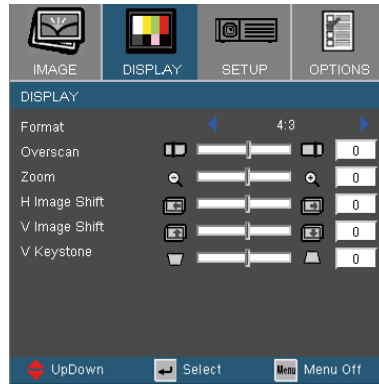 IMAGE DISPLAY SETUP OPTIONS
DISPLAY
Format 4:3
Overscan 0
Zoom 0
H Image Shift 0
V Image Shift 0
V Keystone 0
UpDown Select Menu Menu Off